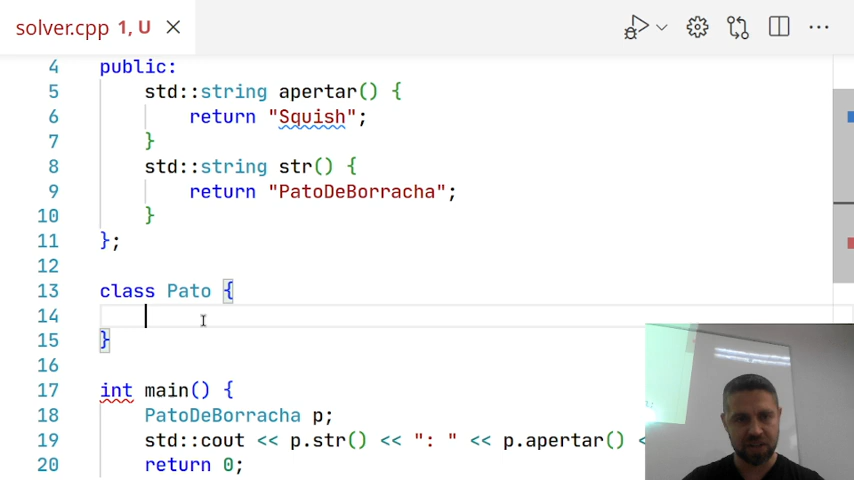 solver.cpp 1, U
4 public:
5 std::string apertar() {
6 return "Squish";
7 }
8 std::string str() {
9 return "PatoDeBorracha";
10 }
11 };
12
13 class Pato {
14
15 }
16
17 int main() {
18 PatoDeBorracha p;
19 std::cout << p.str() << ": " << p.apertar() <
20 return 0;